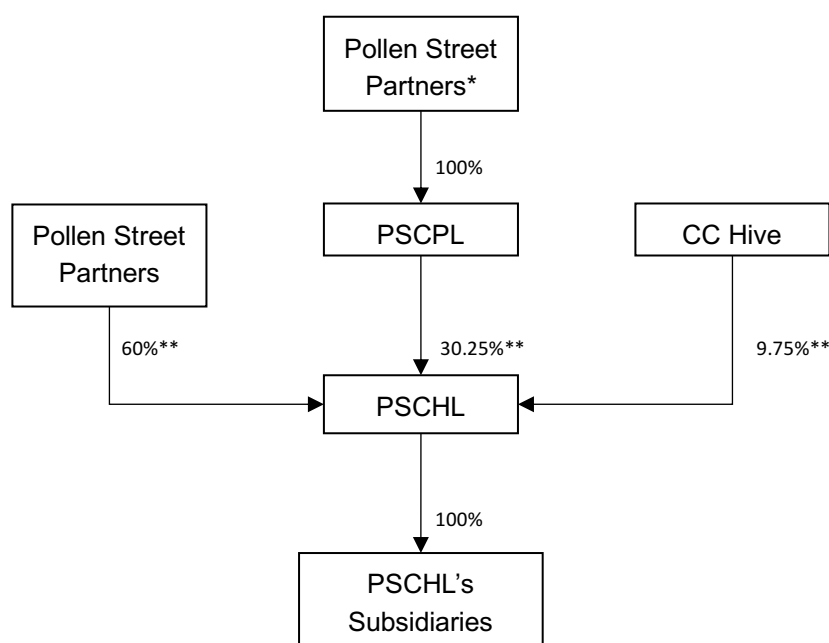 Pollen Street
Partners*
100%
Pollen Street
Partners
PSCPL
CC Hive
60%**
30.25%**
9.75%**
PSCHL
100%
PSCHL’s
Subsidiaries